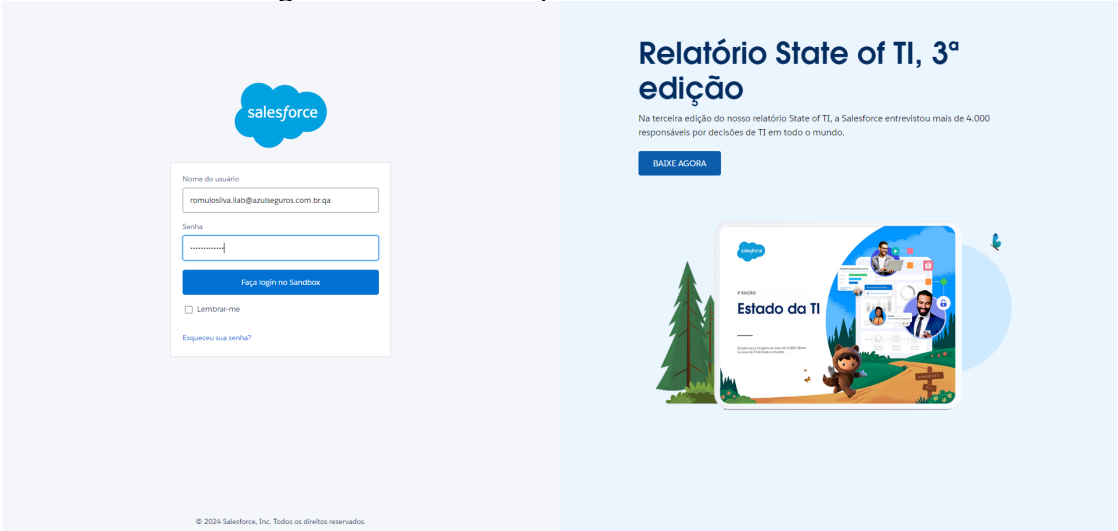 salesforce
Nome do usuário
romulosilva.liab@azulseguros.com.br.qa
Senha
Faça login no Sandbox
Lembrar-me
Esqueceu sua senha?
© 2024 Salesforce, Inc. Todos os direitos reservados.
Relatório State of TI, 3ª
edição
Na terceira edição do nosso relatório State of TI, a Salesforce entrevistou mais de 4.000
responsáveis por decisões de TI em todo o mundo.
BAIXE AGORA
salesforce
3ª EDIÇÃO
Estado da TI